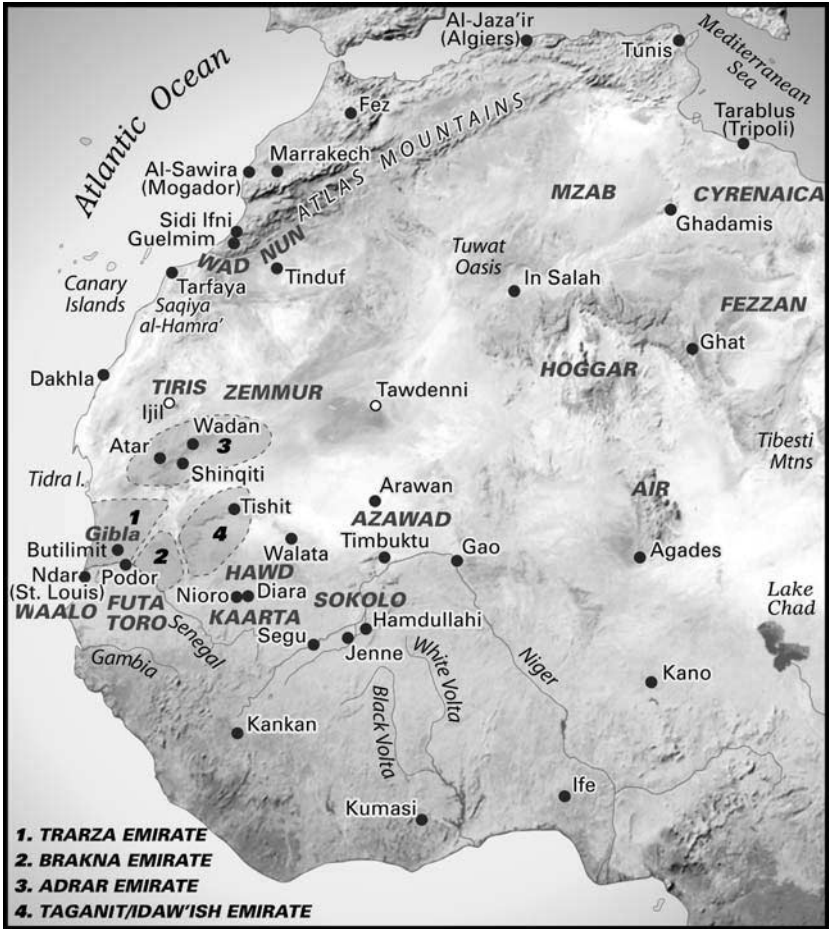 Al-Jaza'ir
(Algiers)
Tunis
Mediterranean
Sea
Atlantic Ocean
Fez
Tarablus
(Tripoli)
Al-Sawira
(Mogador)
Marrakech
ATLAS MOUNTAINS
MZAB
CYRENAICA
Ghadamis
Sidi Ifni
Guelmim
WAD NUN
Tuwat
Oasis
Canary
Islands
Tarfaya
Tinduf
In Salah
Saqiya
al-Hamra'
FEZZAN
Ghat
HOGGAR
Dakhla
TIRIS
ZEMMUR
Tawdenni
Ijil
Wadan
Atar
3
Shinqiti
Tibesti
Mtns
Tidra I.
Tishit
Arawan
AIR
1
Gibla
4
AZAWAD
Butilimit
2
Walata
Timbuktu
Gao
Agades
Ndar
(St. Louis)
Podor
HAWD
WAALO
FUTA
TORO
Nioro
Diara
KAARTA
SOKOLO
Lake
Chad
Senegal
Segu
Hamdullahi
Jenne
Gambia
White Volta
Niger
Kano
Black Volta
Kankan
Ife
Kumasi
1. TRARZA EMIRATE
2. BRAKNA EMIRATE
3. ADRAR EMIRATE
4. TAGANIT/IDAW'ISH EMIRATE